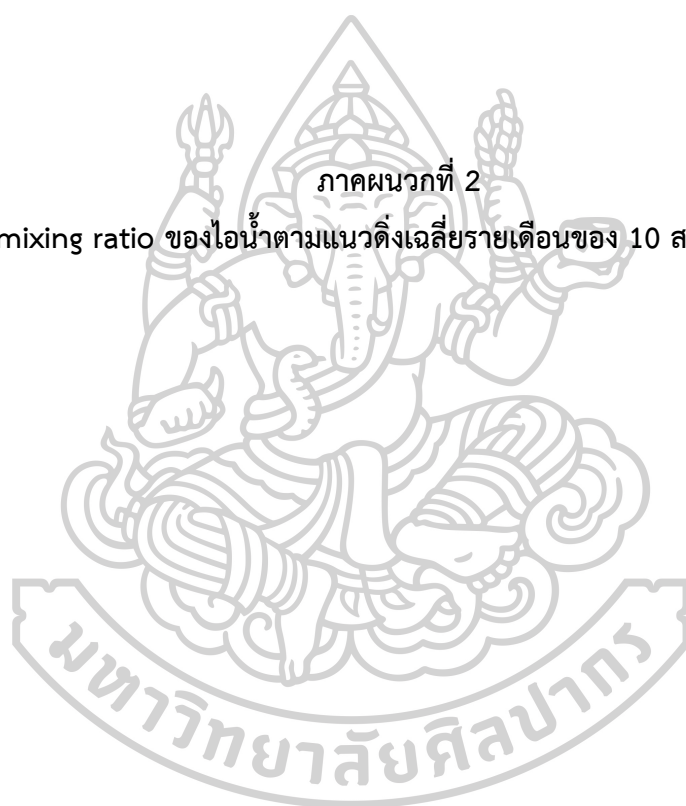 ภาคผนวกที่ 2
mixing ratio ของไอน้ำตามแนวดิ่งเฉลี่ยรายเดือนของ 10 ส
มหาวิทยาลัยศิลปากร